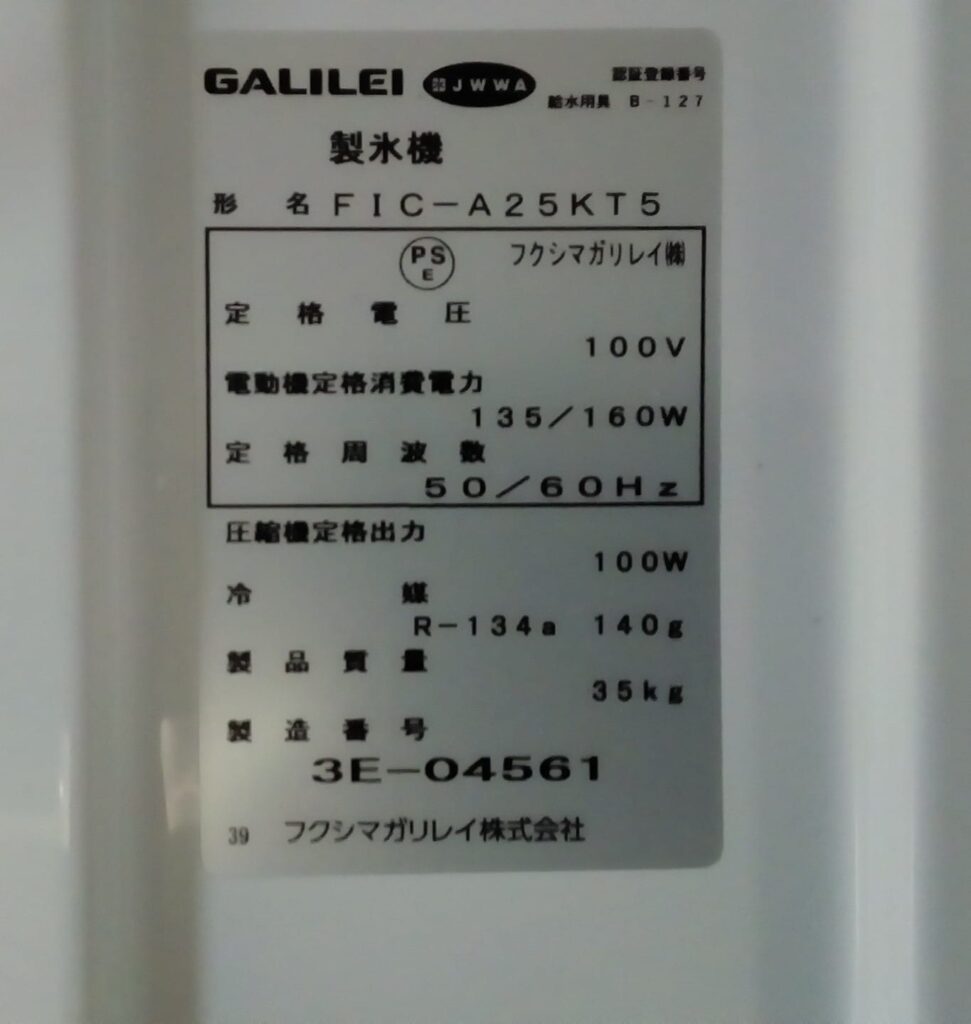 GALILEI JWWA 認証登録番号
給水用具 B-127
製氷機
形名 FIC-A25KT5
PSE フクシマガリレイ㈱
定格電圧
100V
電動機定格消費電力
135/160W
定格周波数
50/60Hz
圧縮機定格出力
100W
冷媒
R-134a 140g
製品質量
35kg
製造番号
3E-04561
39 フクシマガリレイ株式会社